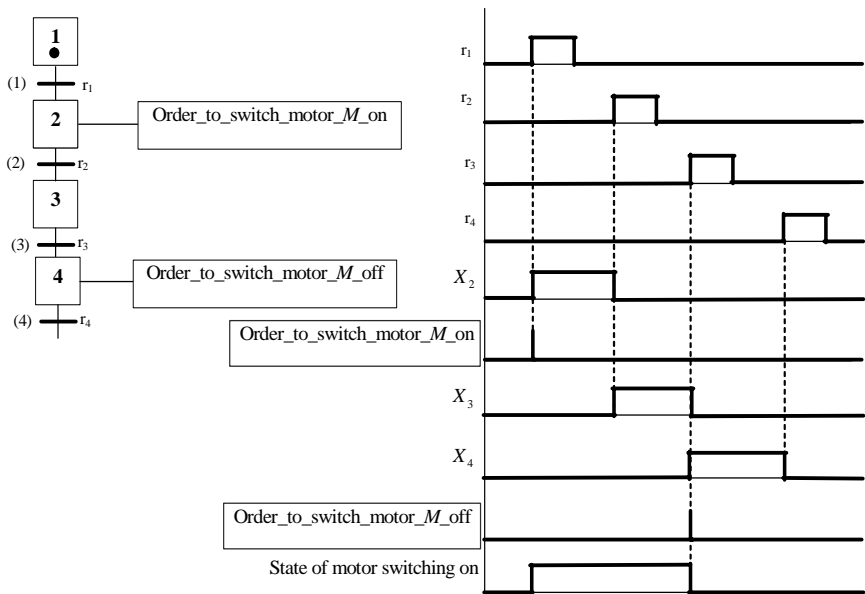 1
(1) r1
2 Order_to_switch_motor_M_on
(2) r2
3
(3) r3
4 Order_to_switch_motor_M_off
(4) r4
r1
r2
r3
r4
X2
Order_to_switch_motor_M_on
X3
X4
Order_to_switch_motor_M_off
State of motor switching on